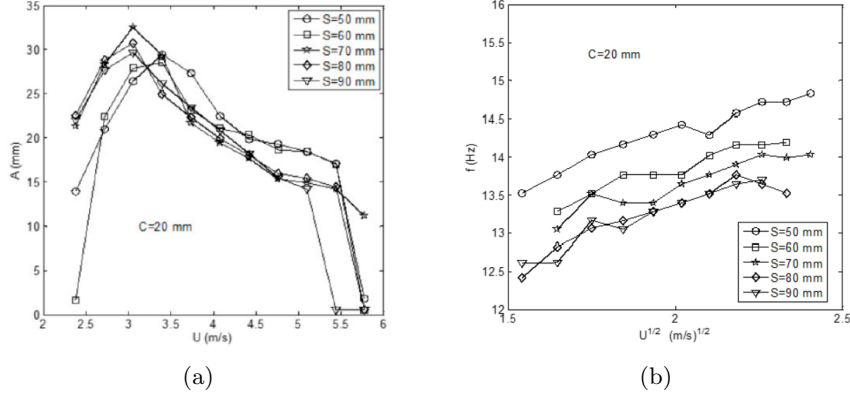 35
30
25
20
15
10
5
0
A (mm)
2
2.5
3
3.5
4
4.5
5
5.5
6
U (m/s)
C=20 mm
S=50 mm
S=60 mm
S=70 mm
S=80 mm
S=90 mm
(a)
16
15.5
15
14.5
14
13.5
13
12.5
12
f (Hz)
1.5
2
2.5
U1/2 (m/s)1/2
C=20 mm
S=50 mm
S=60 mm
S=70 mm
S=80 mm
S=90 mm
(b)